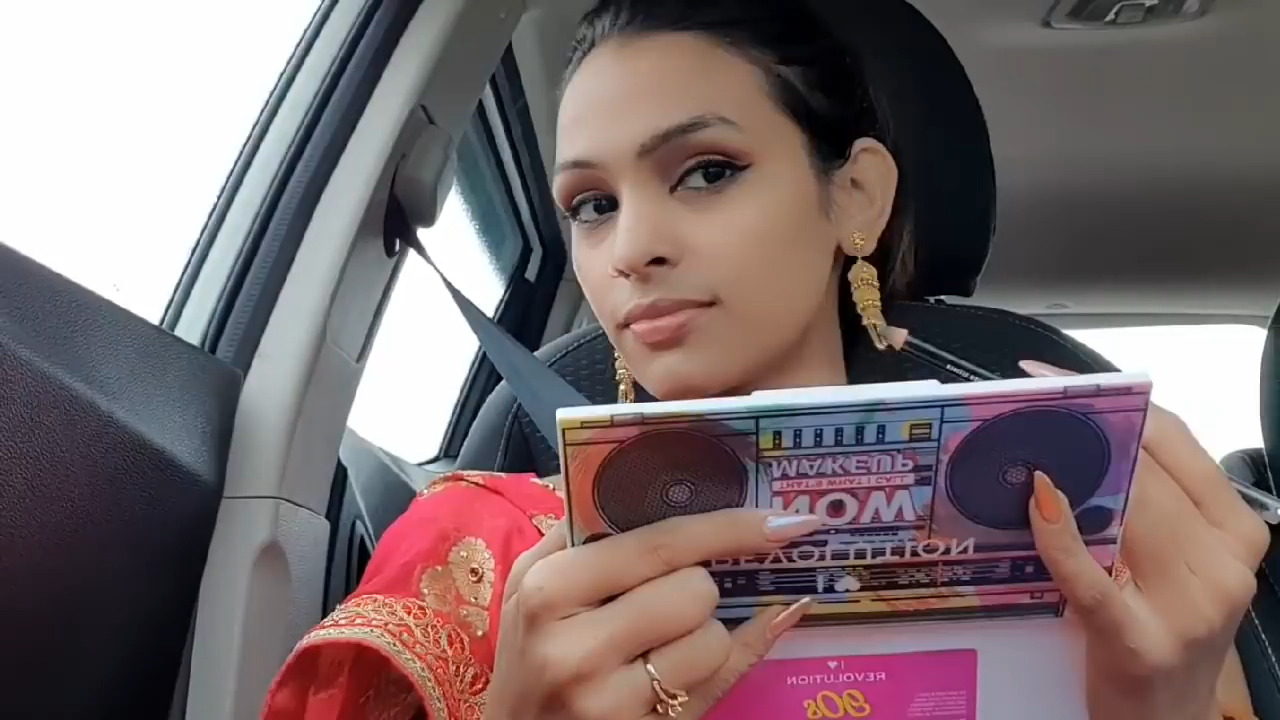 I ♥ REVOLUTION
NOW
THAT'S WHAT I CALL
MAKEUP
I ♥
REVOLUTION
90s